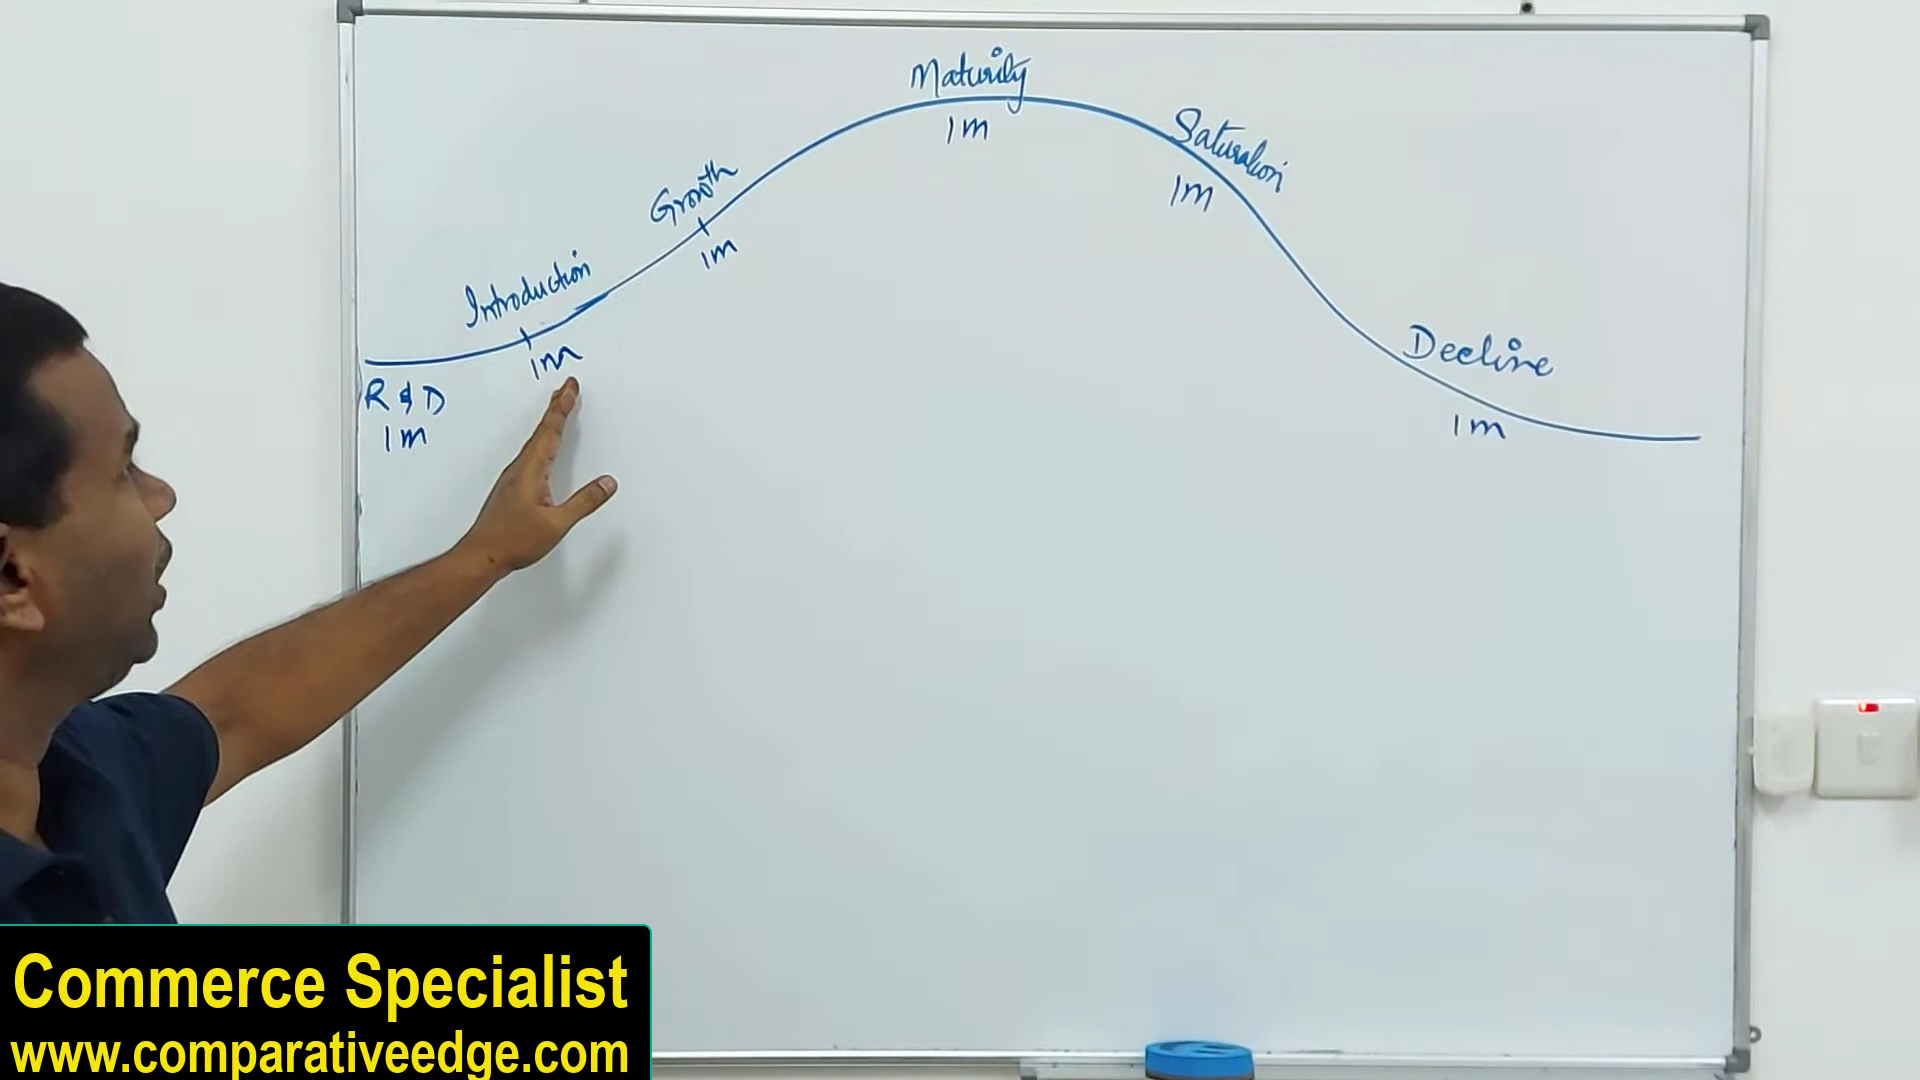 Maturity
1m
Saturation
1m
Growth
1m
Introduction
1m
R & D
1m
Decline
1m
Commerce Specialist
www.comparativeedge.com